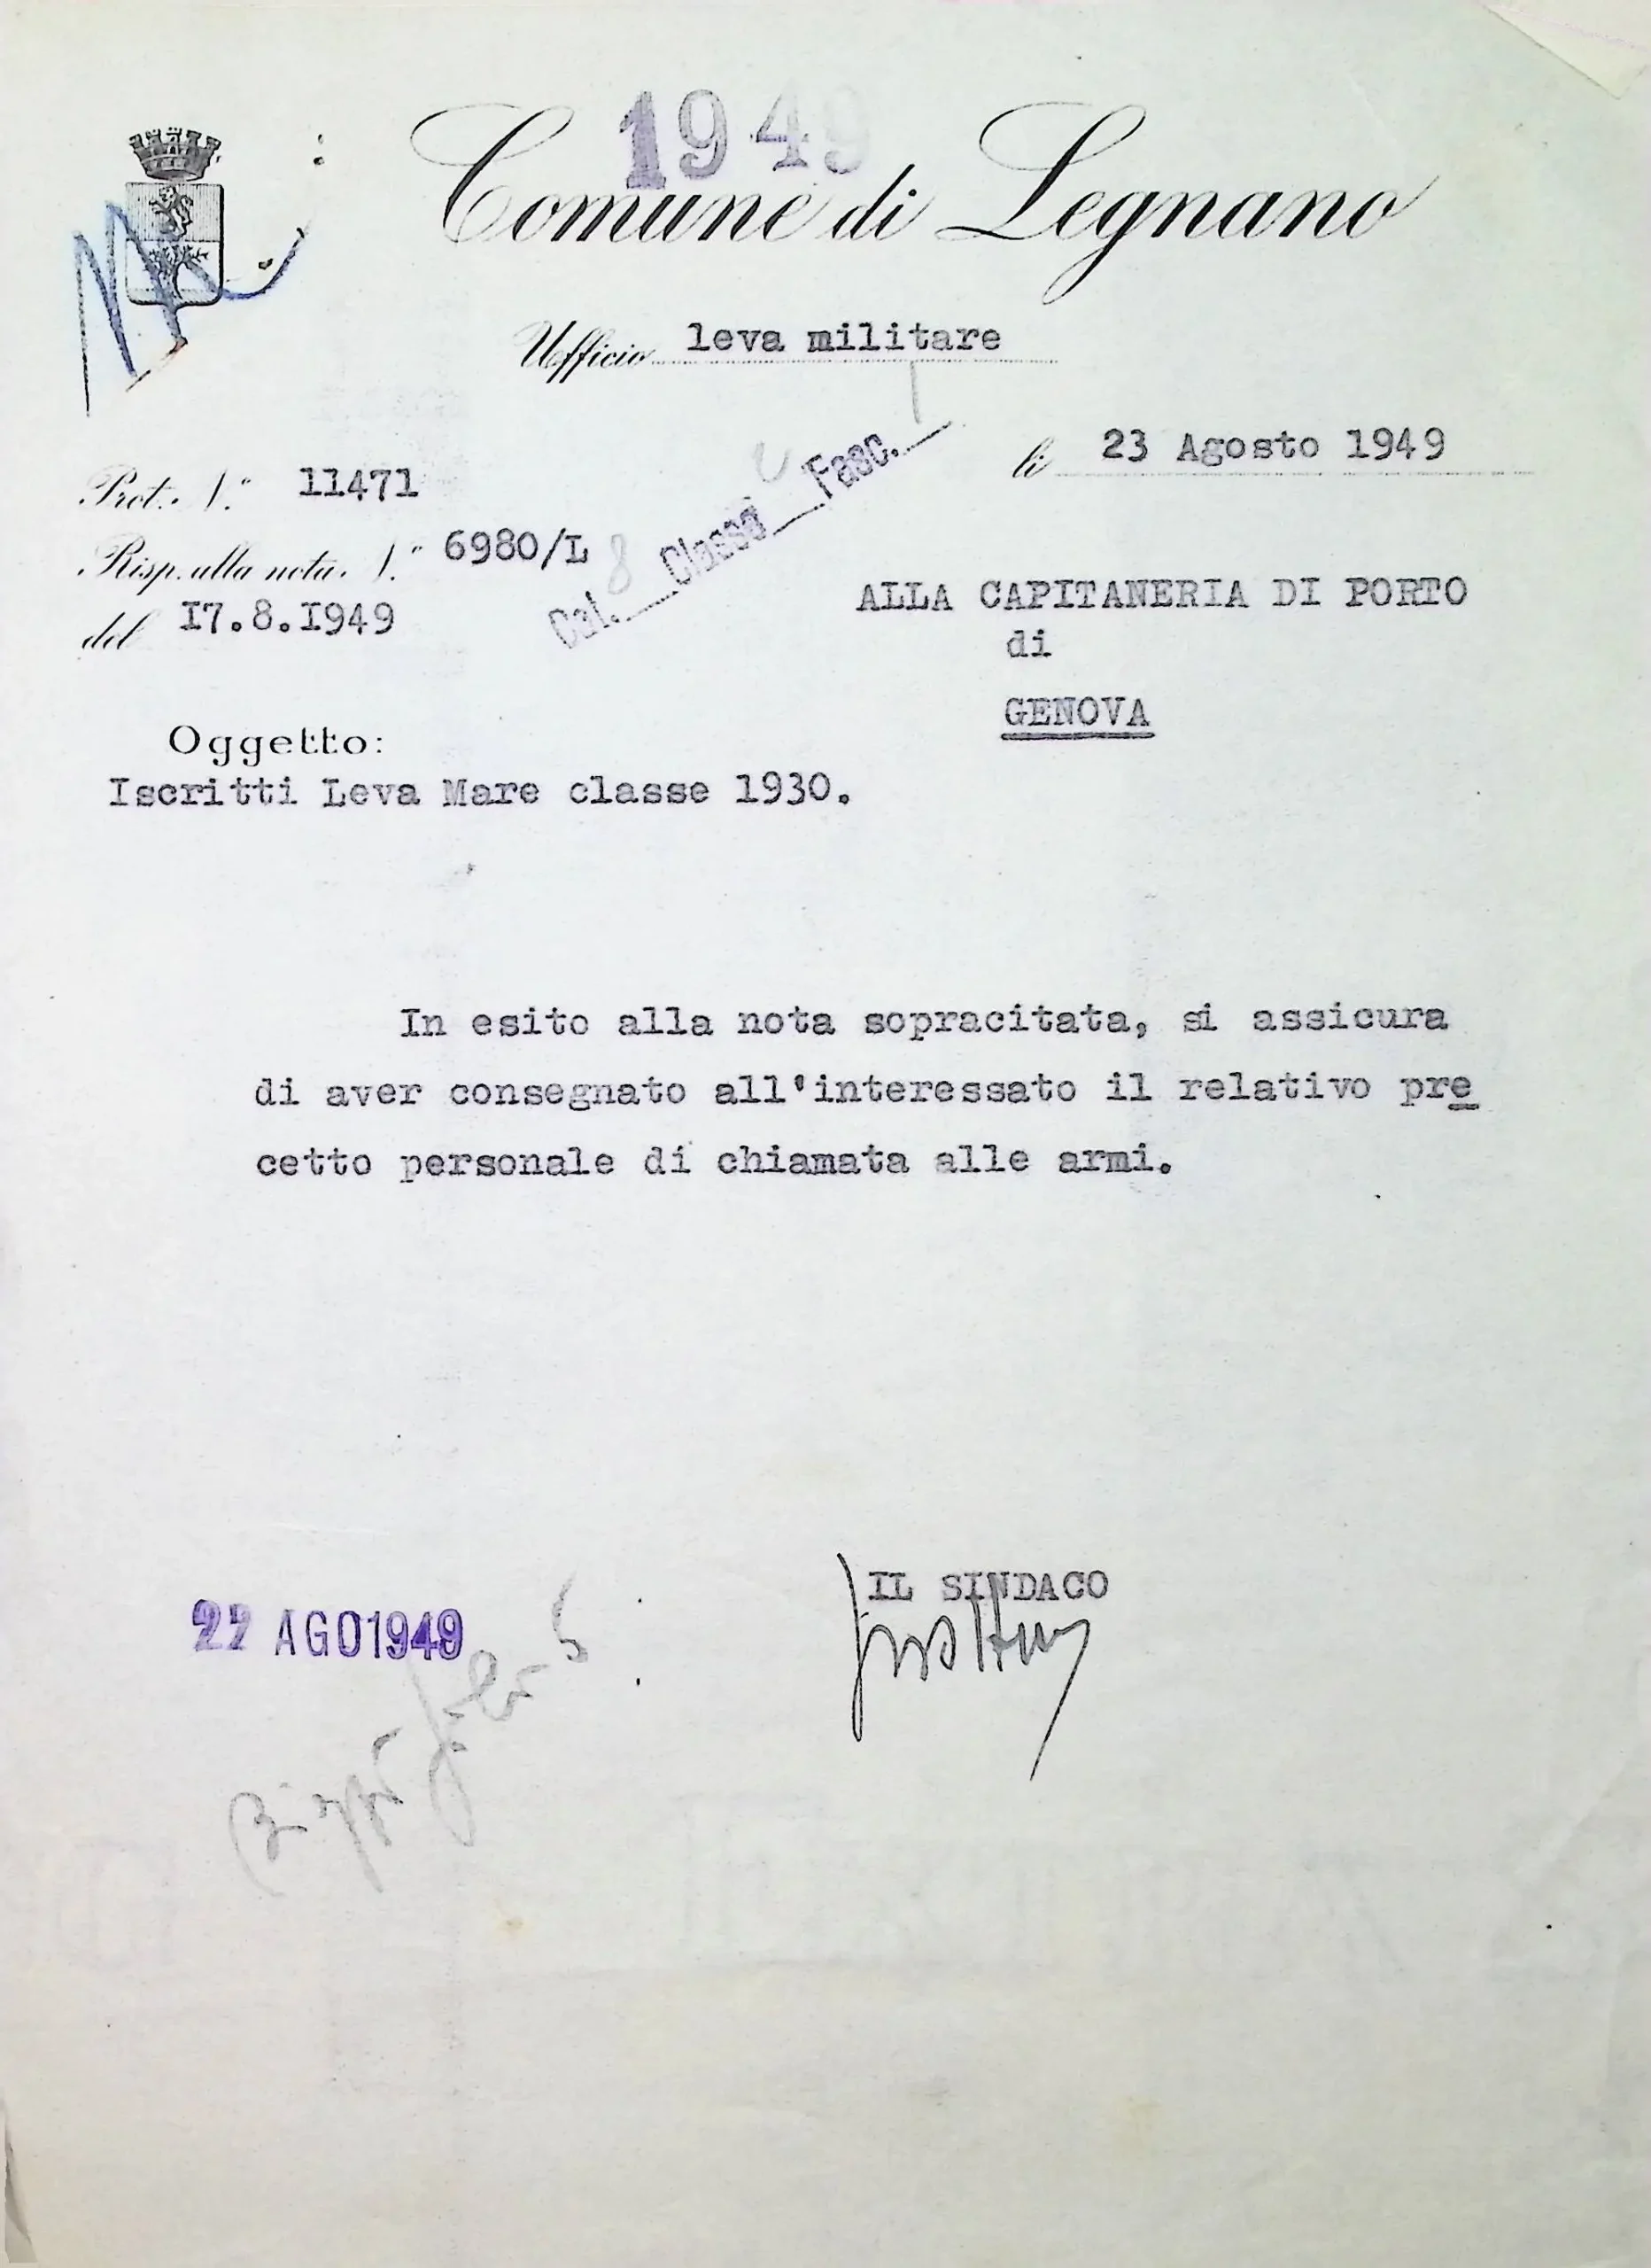 1949
Comune di Legnano
Ufficio leva militare
li 23 Agosto 1949
Prot. N.° 11471
Risp. alla nota N.° 6980/L
del 17.8.1949
Cat. 8 Classa Fasc.
ALLA CAPITANERIA DI PORTO
di
GENOVA
Oggetto:
Iscritti Leva Mare classe 1930.
In esito alla nota sopracitata, si assicura
di aver consegnato all'interessato il relativo pre
cetto personale di chiamata alle armi.
IL SINDACO
22 AGO 1949